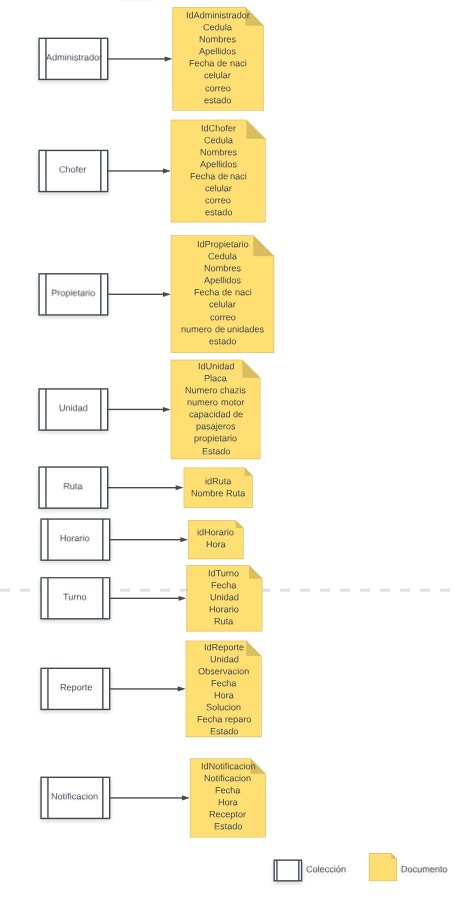 Administrador
IdAdministrador
Cedula
Nombres
Apellidos
Fecha de naci
celular
correo
estado
Chofer
IdChofer
Cedula
Nombres
Apellidos
Fecha de naci
celular
correo
estado
Propietario
IdPropietario
Cedula
Nombres
Apellidos
Fecha de naci
celular
correo
numero de unidades
estado
Unidad
IdUnidad
Placa
Numero chazis
numero motor
capacidad de
pasajeros
propietario
Estado
Ruta
idRuta
Nombre Ruta
Horario
idHorario
Hora
Turno
IdTurno
Fecha
Unidad
Horario
Ruta
Reporte
IdReporte
Unidad
Observacion
Fecha
Hora
Solucion
Fecha reparo
Estado
Notificacion
IdNotificacion
Notificacion
Fecha
Hora
Receptor
Estado
Colección
Documento